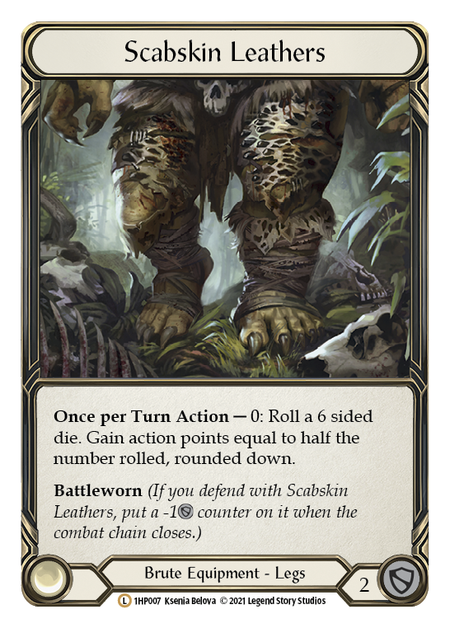 Scabskin Leathers
Once per Turn Action — 0: Roll a 6 sided
die. Gain action points equal to half the
number rolled, rounded down.
Battleworn (If you defend with Scabskin
Leathers, put a -1 counter on it when the
combat chain closes.)
Brute Equipment - Legs
2
L 1HP007 Ksenia Belova © 2021 Legend Story Studios